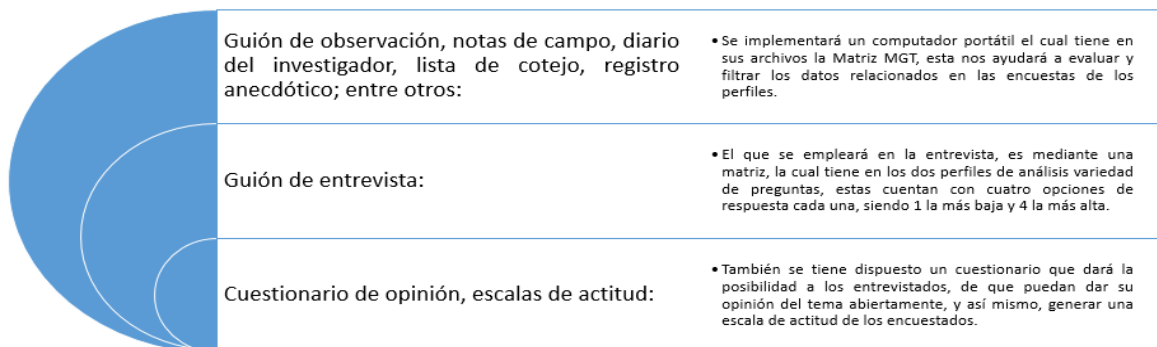 Guión de observación, notas de campo, diario
del investigador, lista de cotejo, registro
anecdótico; entre otros:
• Se implementará un computador portátil el cual tiene en
sus archivos la Matriz MGT, esta nos ayudará a evaluar y
filtrar los datos relacionados en las encuestas de los
perfiles.
Guión de entrevista:
• El que se empleará en la entrevista, es mediante una
matriz, la cual tiene en los dos perfiles de análisis variedad
de preguntas, estas cuentan con cuatro opciones de
respuesta cada una, siendo 1 la más baja y 4 la más alta.
Cuestionario de opinión, escalas de actitud:
• También se tiene dispuesto un cuestionario que dará la
posibilidad a los entrevistados, de que puedan dar su
opinión del tema abiertamente, y así mismo, generar una
escala de actitud de los encuestados.